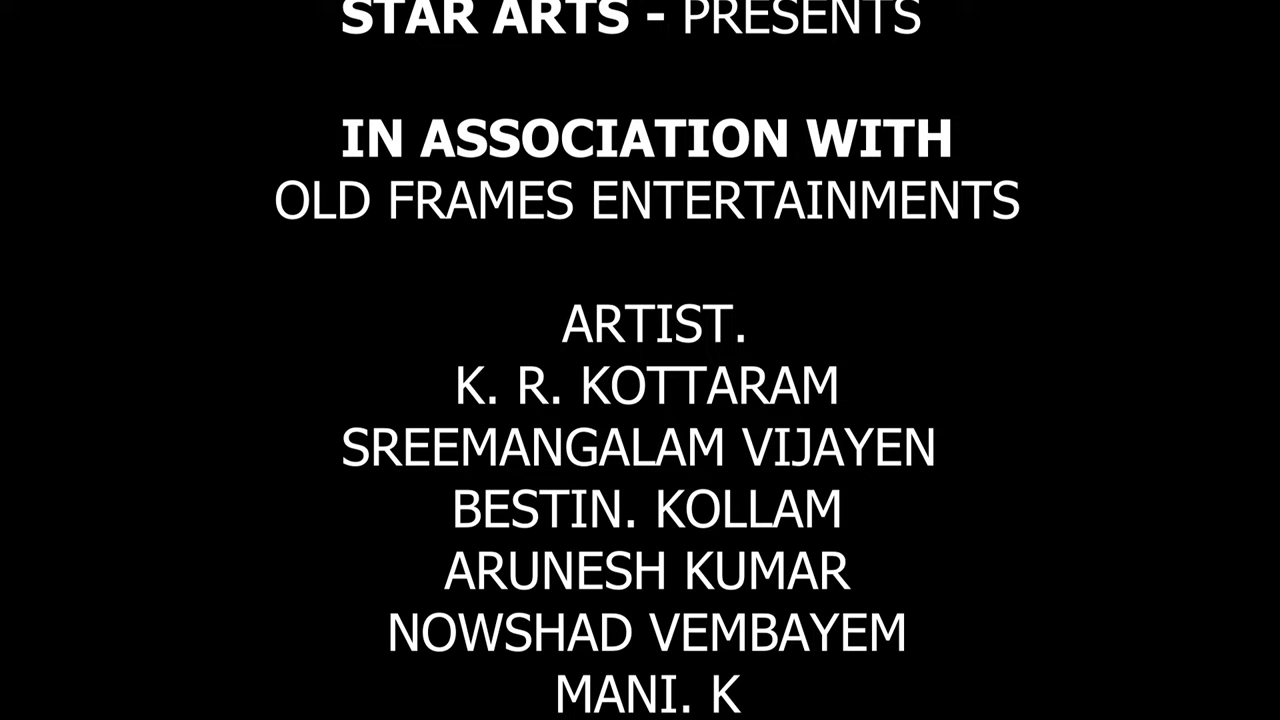 STAR ARTS - PRESENTS
IN ASSOCIATION WITH
OLD FRAMES ENTERTAINMENTS
ARTIST.
K. R. KOTTARAM
SREEMANGALAM VIJAYEN
BESTIN. KOLLAM
ARUNESH KUMAR
NOWSHAD VEMBAYEM
MANI. K